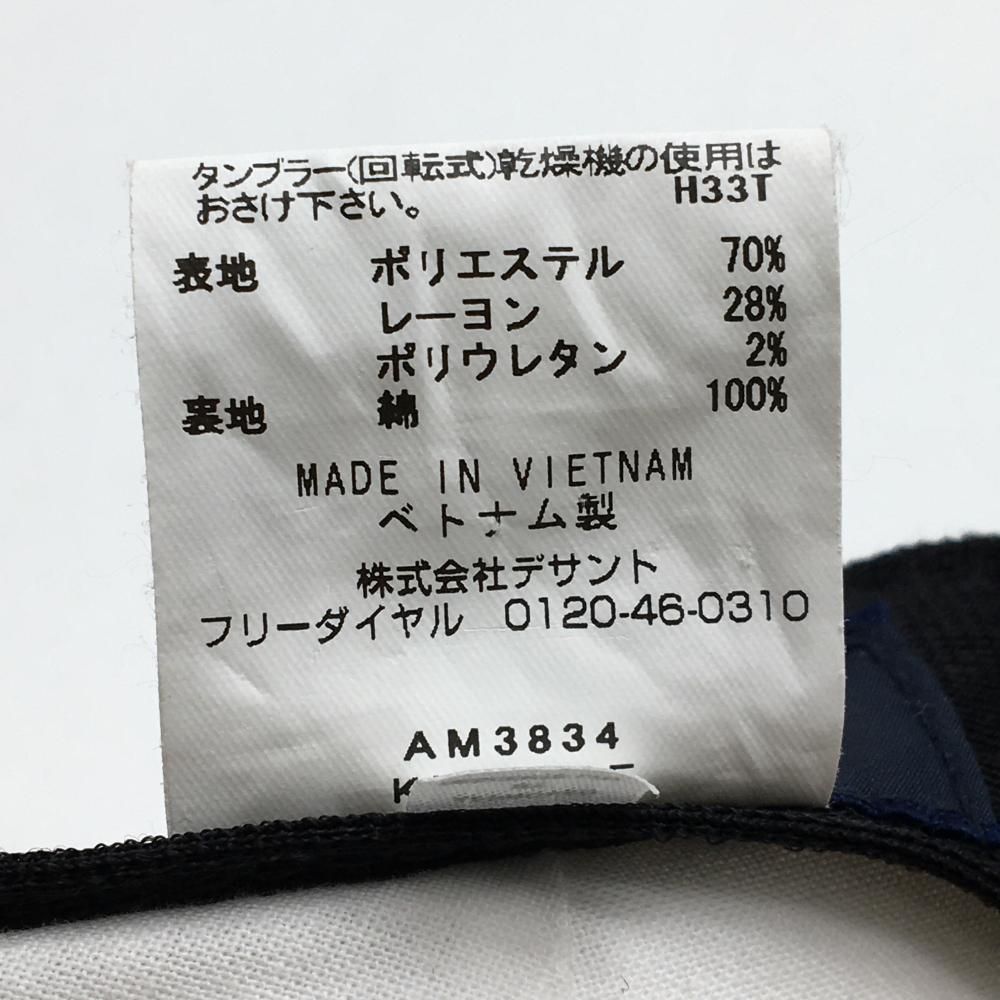 タンブラー(回転式)乾燥機の使用は
おさけ下さい。 H33T
表地 ポリエステル 70%
レーヨン 28%
ポリウレタン 2%
裏地 綿 100%
MADE IN VIETNAM
ベトナム製
株式会社デサント
フリーダイヤル 0120-46-0310
AM3834